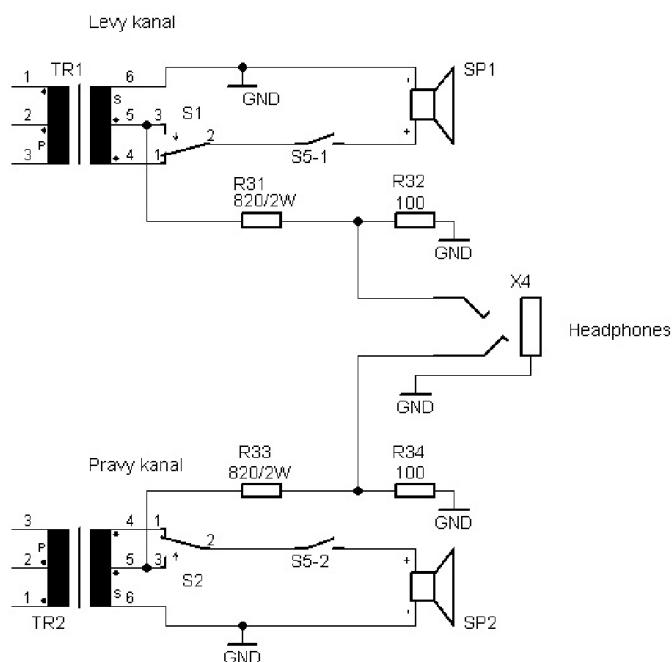 Levy kanal
TR1
1
2
3
P
S
6
5
4
3
1
S1
2
GND
S5-1
-
+
SP1
R31
820/2W
R32
100
GND
X4
Headphones
GND
Pravy kanal
R33
820/2W
R34
100
GND
3
2
1
P
S
4
5
6
1
3
2
S2
S5-2
+
-
SP2
TR2
GND